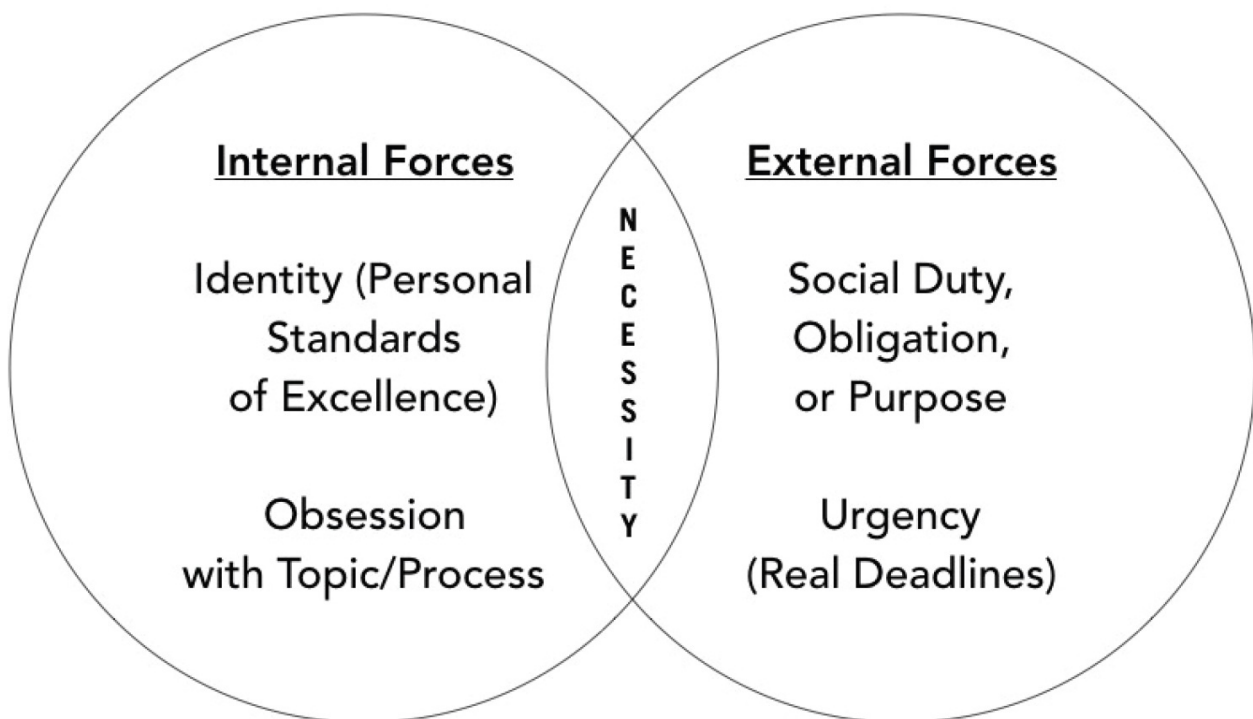 Internal Forces
Identity (Personal
Standards
of Excellence)
Obsession
with Topic/Process
NECESSITY
External Forces
Social Duty,
Obligation,
or Purpose
Urgency
(Real Deadlines)